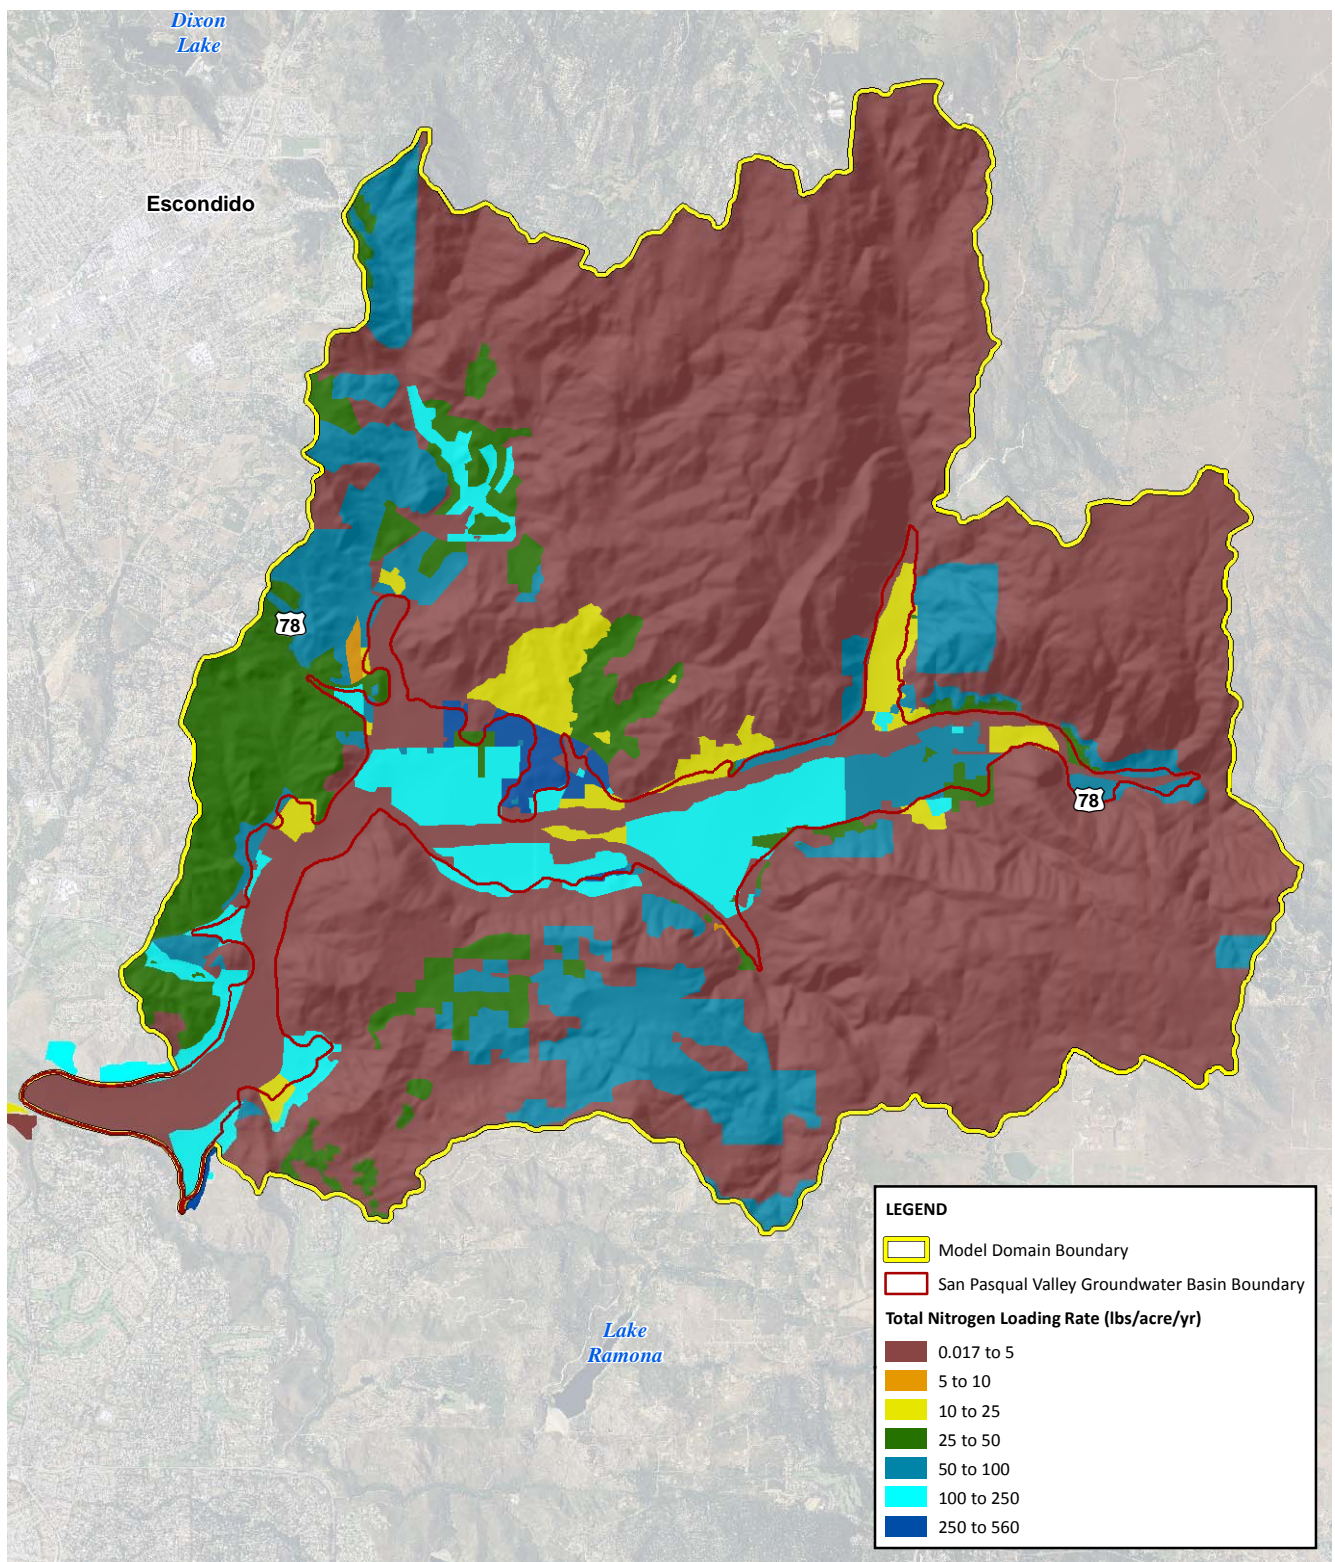 Dixon
Lake
Escondido
78
78
Lake
Ramona
LEGEND
Model Domain Boundary
San Pasqual Valley Groundwater Basin Boundary
Total Nitrogen Loading Rate (lbs/acre/yr)
0.017 to 5
5 to 10
10 to 25
25 to 50
50 to 100
100 to 250
250 to 560